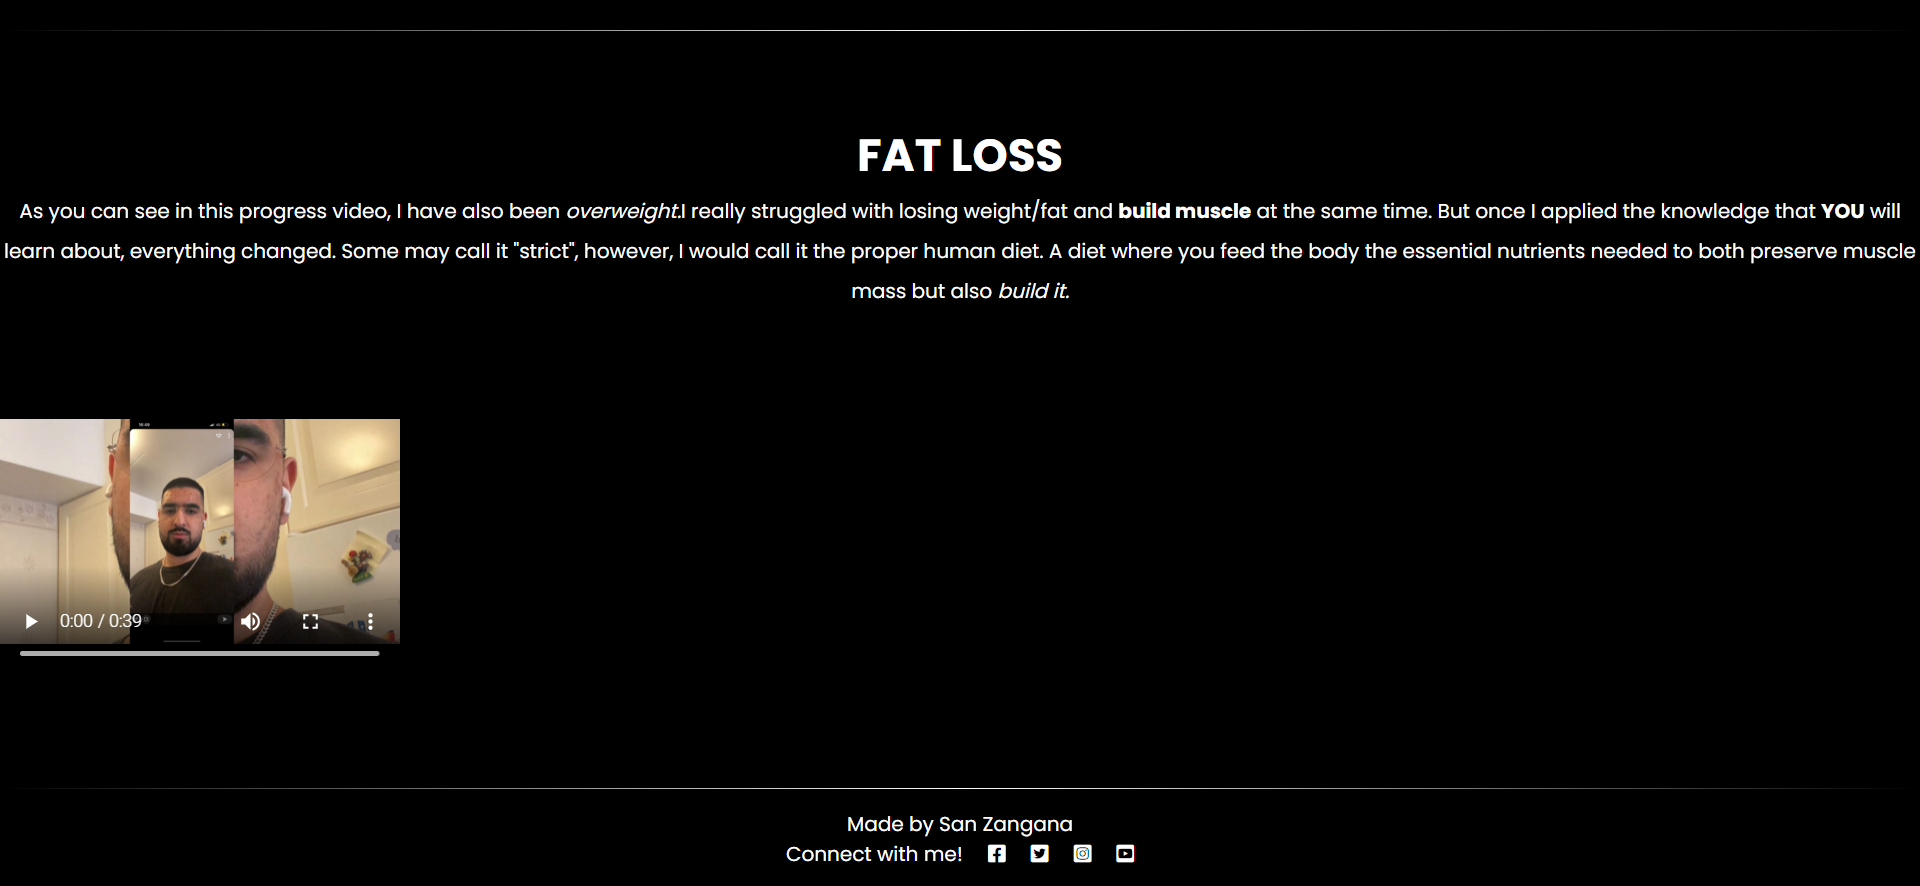 FAT LOSS
As you can see in this progress video, I have also been overweight.I really struggled with losing weight/fat and build muscle at the same time. But once I applied the knowledge that YOU will
learn about, everything changed. Some may call it "strict", however, I would call it the proper human diet. A diet where you feed the body the essential nutrients needed to both preserve muscle
mass but also build it.
0:00 / 0:39
Made by San Zangana
Connect with me!